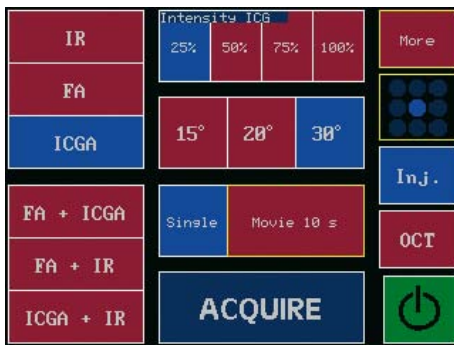 IR
FA
ICGA
FA + ICGA
FA + IR
ICGA + IR
Intensity ICG
25% 50% 75% 100%
15° 20° 30°
Single Movie 10 s
ACQUIRE
More
Inj.
OCT